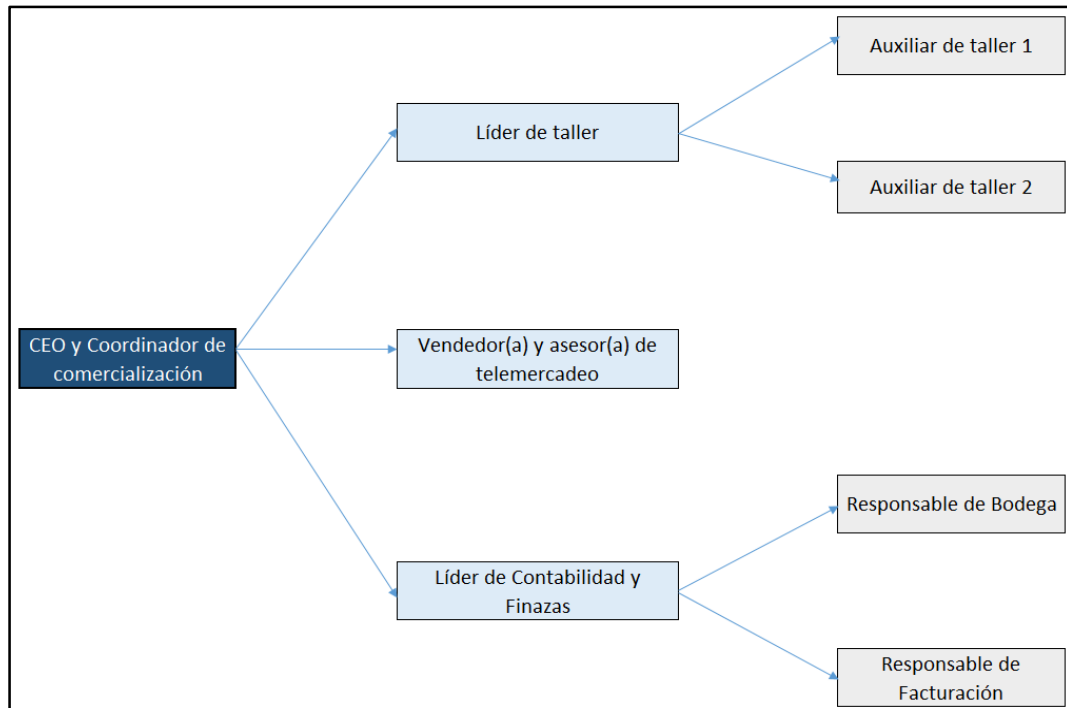 Auxiliar de taller 1
Líder de taller
Auxiliar de taller 2
CEO y Coordinador de
comercialización
Vendedor(a) y asesor(a) de
telemercadeo
Responsable de Bodega
Líder de Contabilidad y
Finazas
Responsable de
Facturación